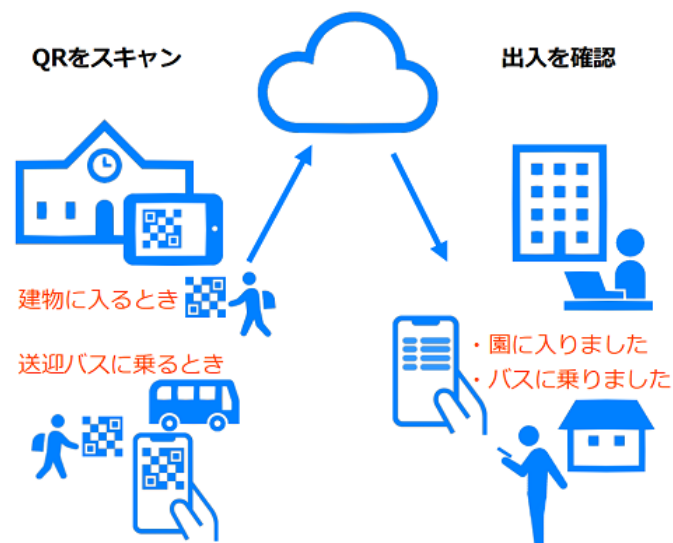 QRをスキャン
出入を確認
建物に入るとき
送迎バスに乗るとき
・園に入りました
・バスに乗りました